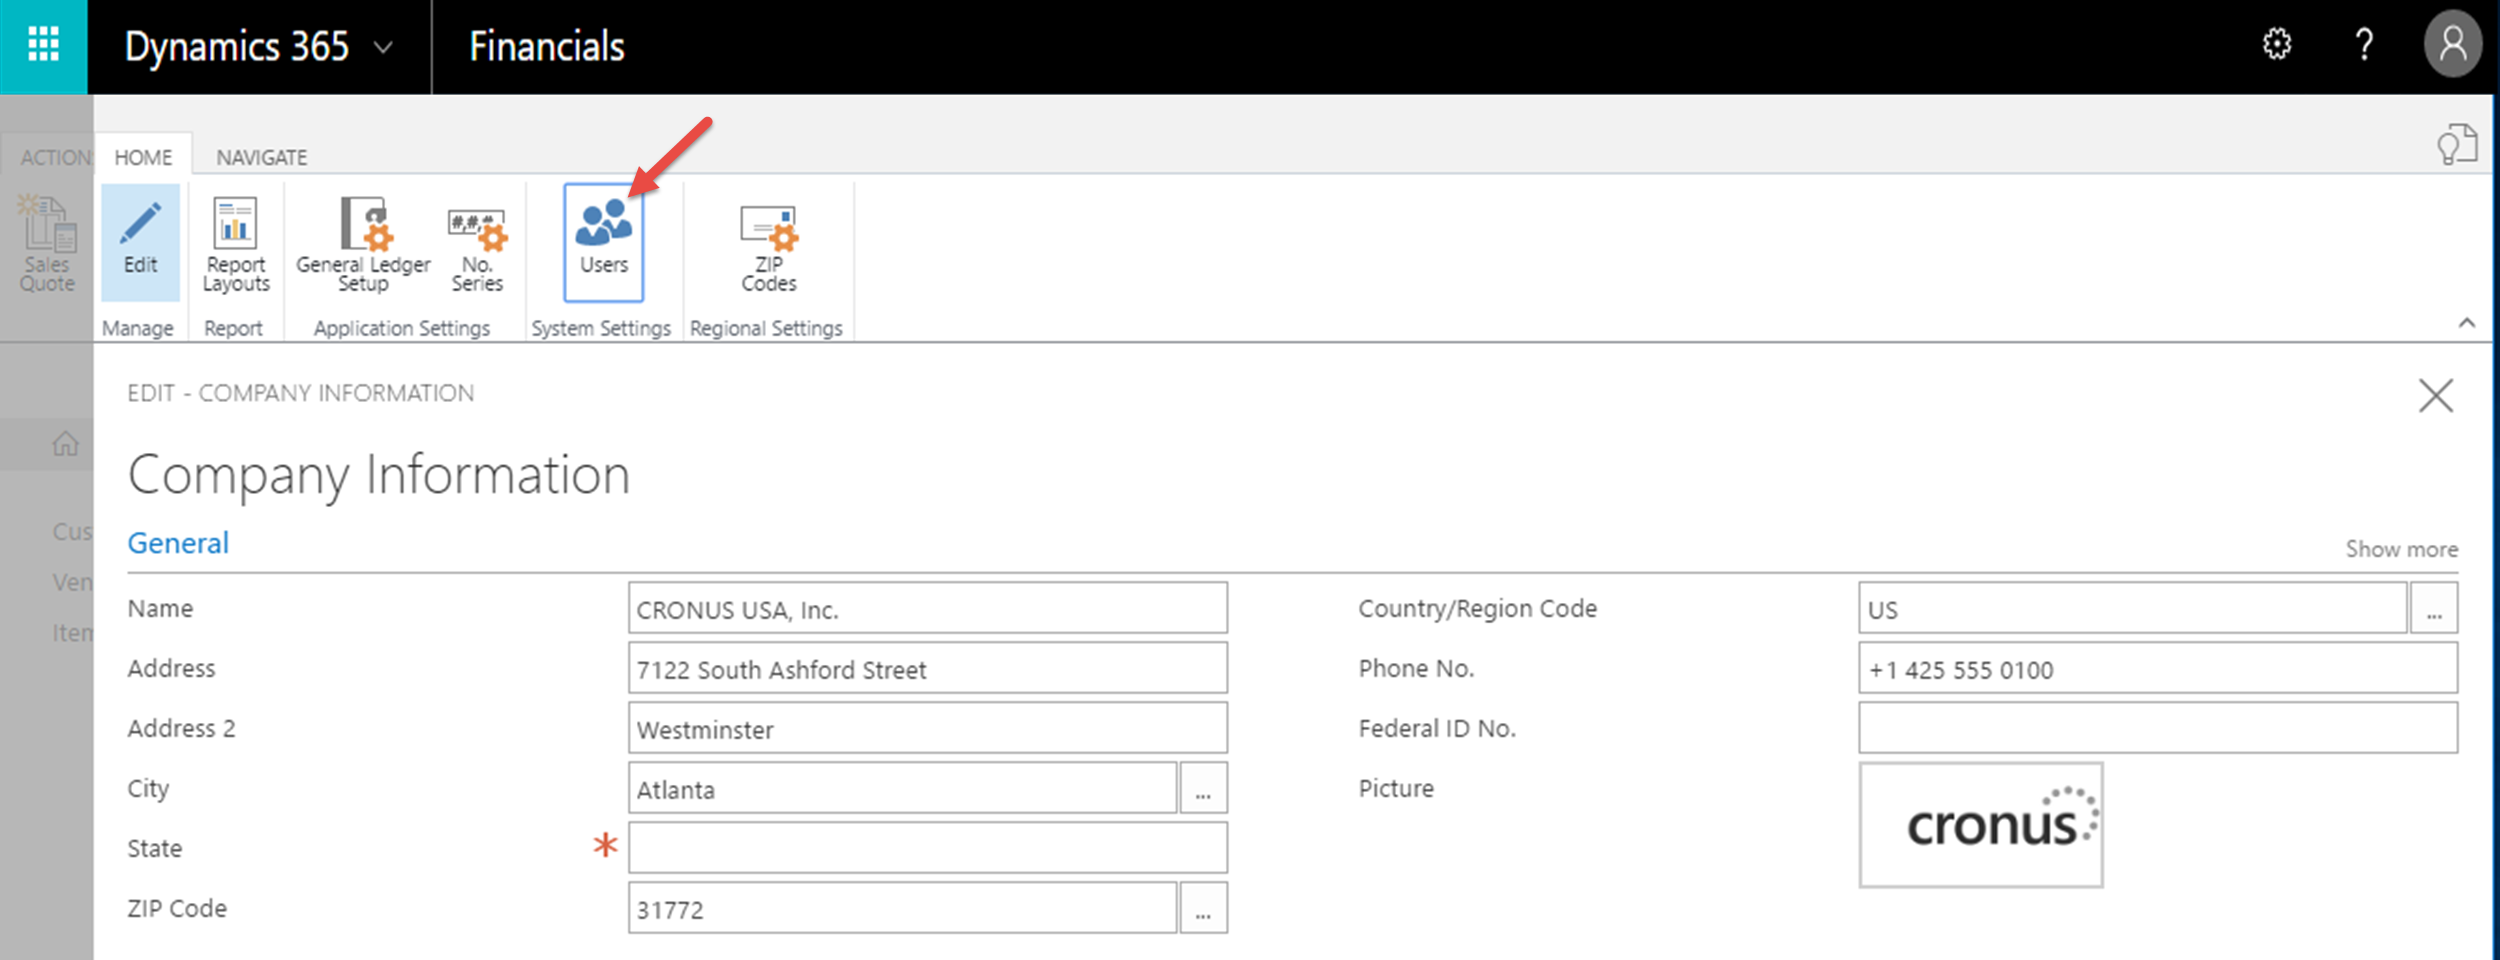 Dynamics 365 Financials ?
ACTION HOME NAVIGATE
Sales Quote
Edit
Report Layouts
General Ledger Setup
#,#,#
No. Series
Users
ZIP Codes
Manage Report Application Settings System Settings Regional Settings
EDIT - COMPANY INFORMATION
Company Information
General Show more
Name CRONUS USA, Inc. Country/Region Code US ...
Address 7122 South Ashford Street Phone No. +1 425 555 0100
Address 2 Westminster Federal ID No.
City Atlanta ... Picture cronus
State *
ZIP Code 31772 ...
Cus
Ven
Item